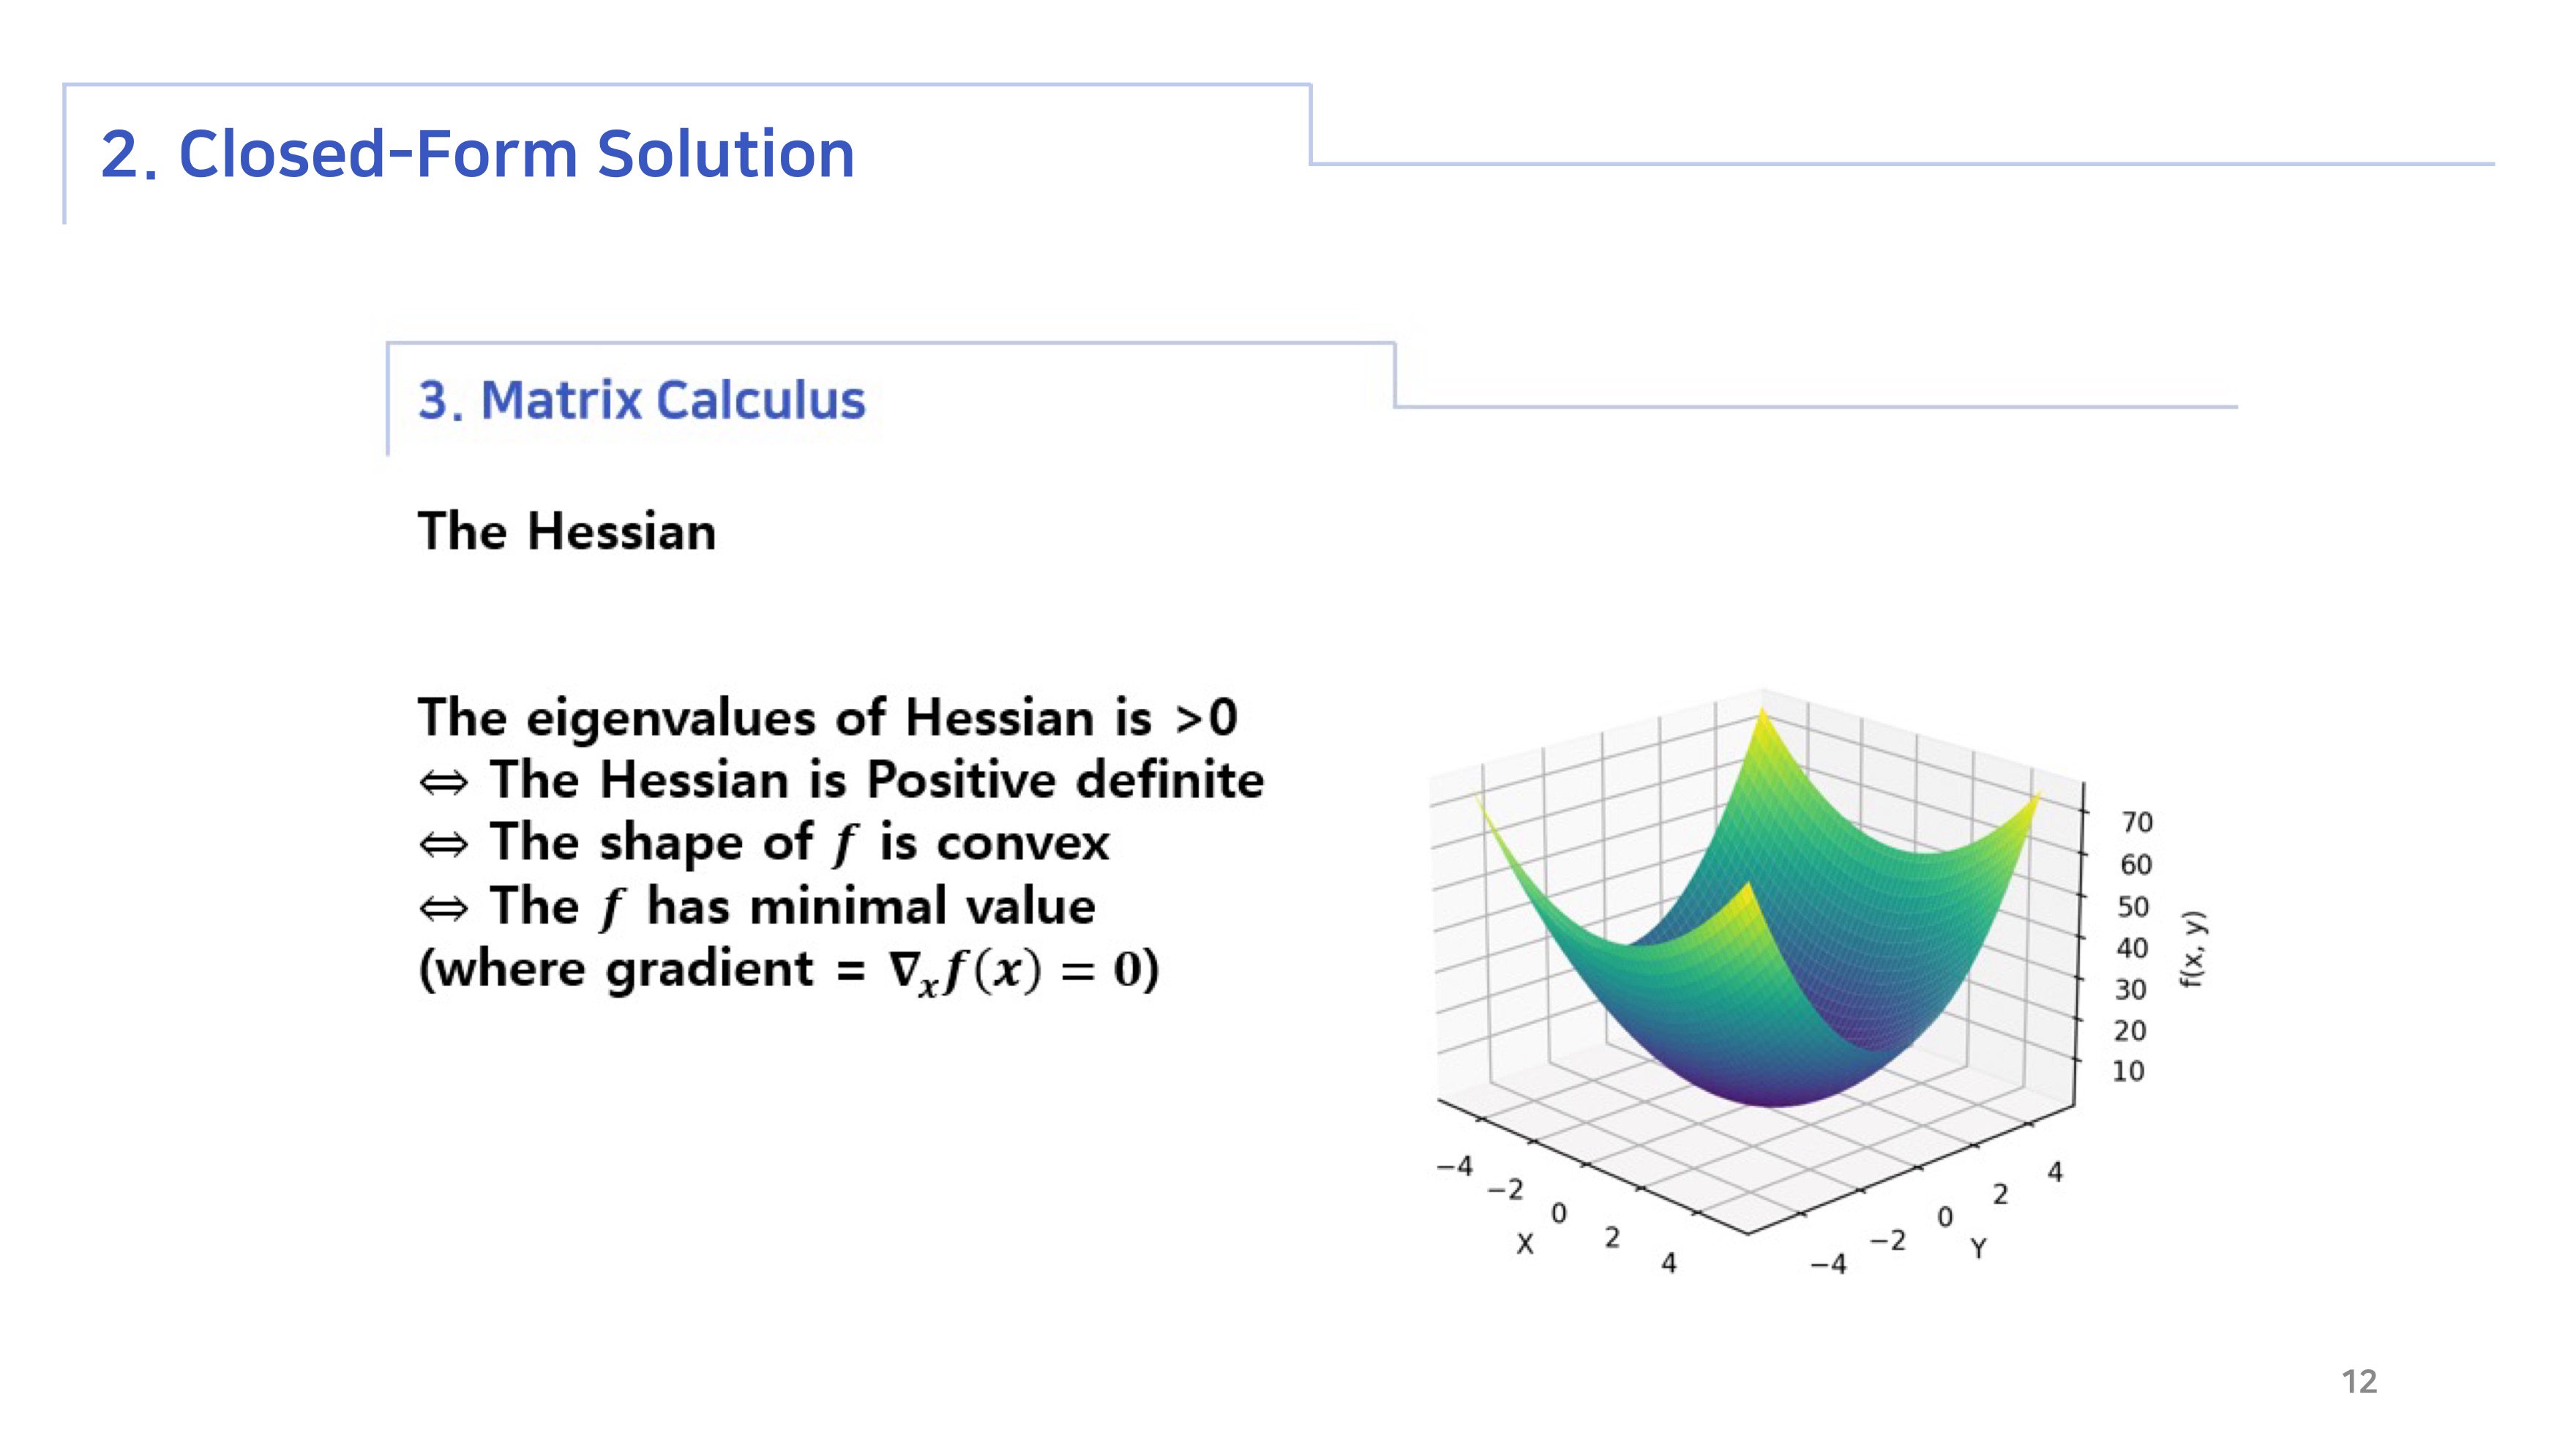 2. Closed-Form Solution
3. Matrix Calculus
The Hessian
The eigenvalues of Hessian is >0
⇔ The Hessian is Positive definite
⇔ The shape of f is convex
⇔ The f has minimal value
(where gradient = ∇ₓf(x) = 0)
70
60
50
40
30
20
10
f(x, y)
−4
−2
0
2
4
X
−4
−2
0
2
4
Y
12